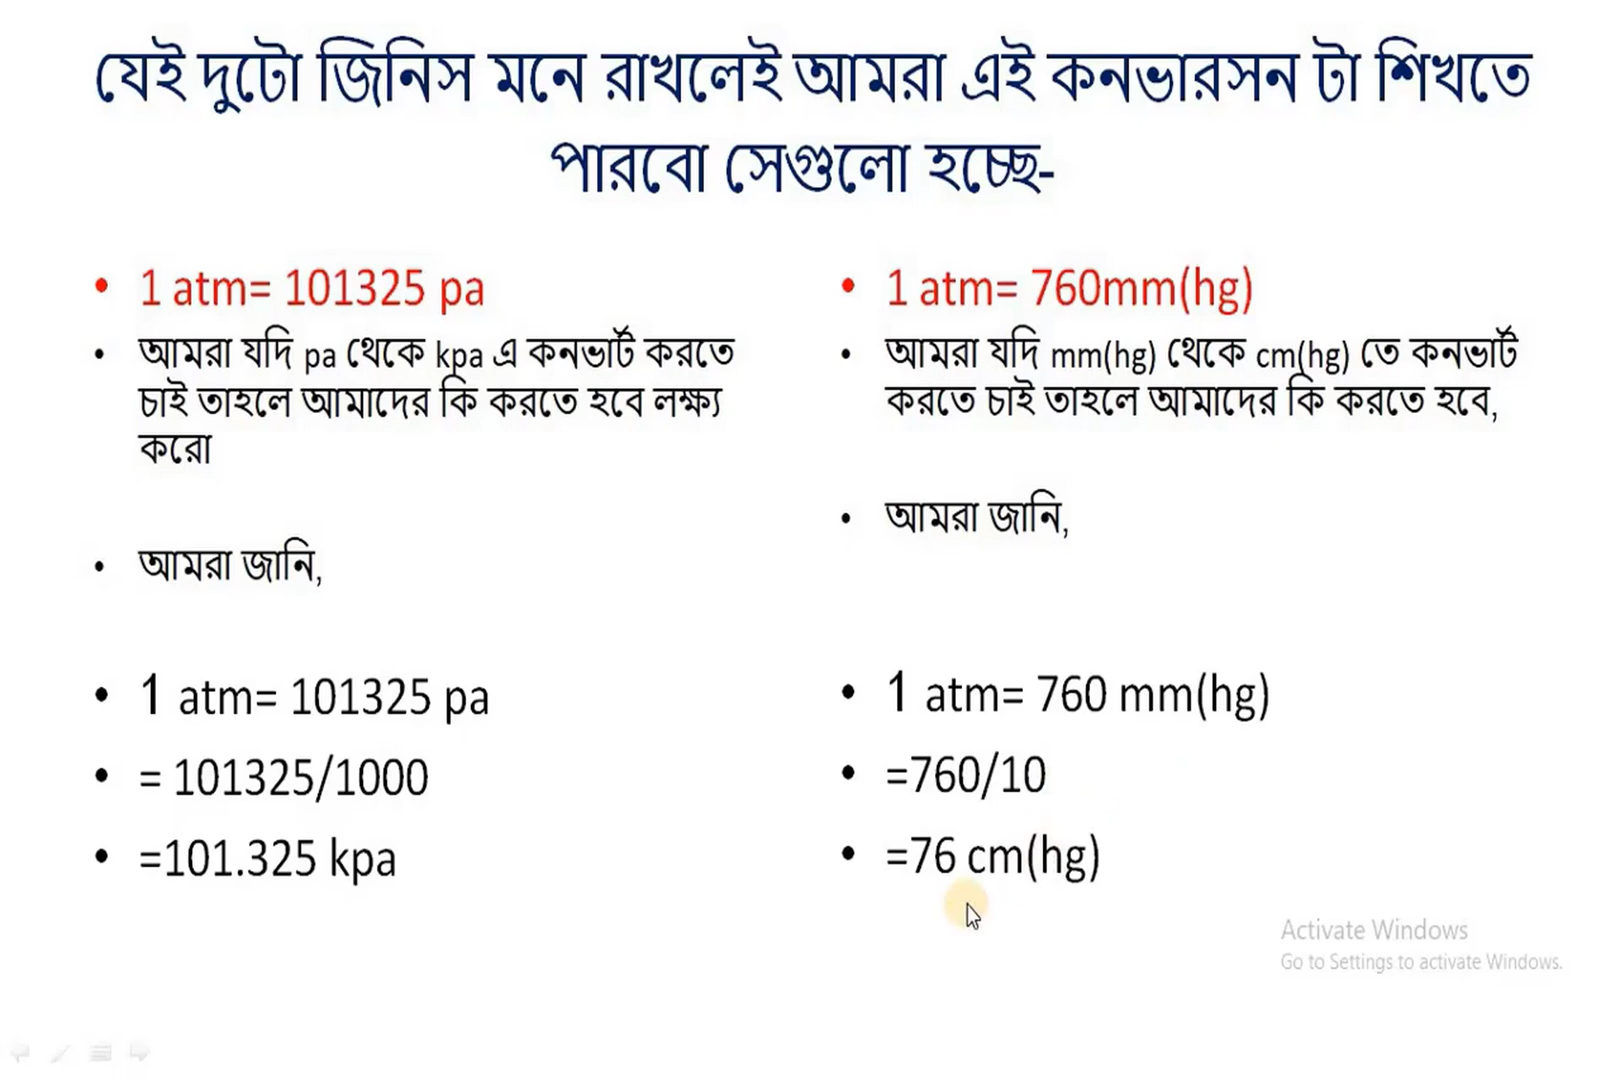 যেই দুটো জিনিস মনে রাখলেই আমরা এই কনভারসন টা শিখতে
পারবো সেগুলো হচ্ছে-
• 1 atm= 101325 pa
• আমরা যদি pa থেকে kpa এ কনভার্ট করতে
চাই তাহলে আমাদের কি করতে হবে লক্ষ্য
করো
• আমরা জানি,
• 1 atm= 101325 pa
• = 101325/1000
• =101.325 kpa
• 1 atm= 760mm(hg)
• আমরা যদি mm(hg) থেকে cm(hg) তে কনভার্ট
করতে চাই তাহলে আমাদের কি করতে হবে,
• আমরা জানি,
• 1 atm= 760 mm(hg)
• =760/10
• =76 cm(hg)
Activate Windows
Go to Settings to activate Windows.